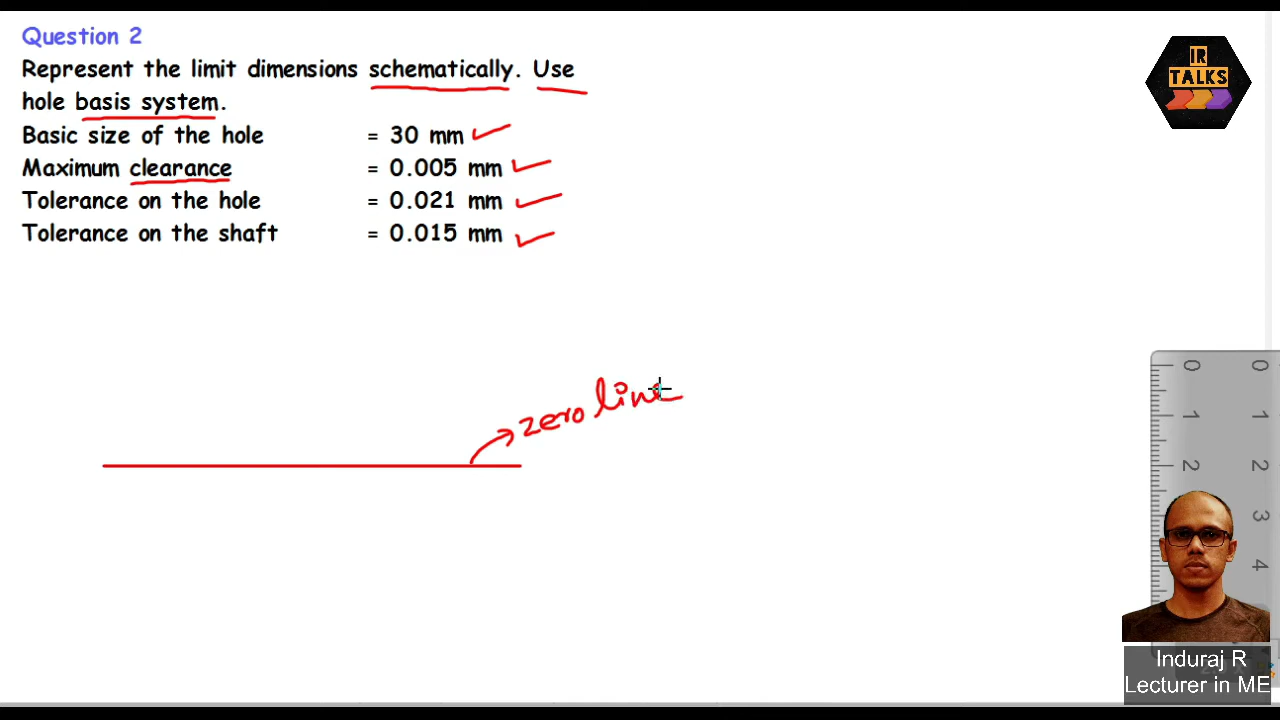 Question 2
Represent the limit dimensions schematically. Use
hole basis system.
Basic size of the hole = 30 mm
Maximum clearance = 0.005 mm
Tolerance on the hole = 0.021 mm
Tolerance on the shaft = 0.015 mm
IR
TALKS
zero line
0 0
1 1
2 2
3
4
Induraj R
Lecturer in ME